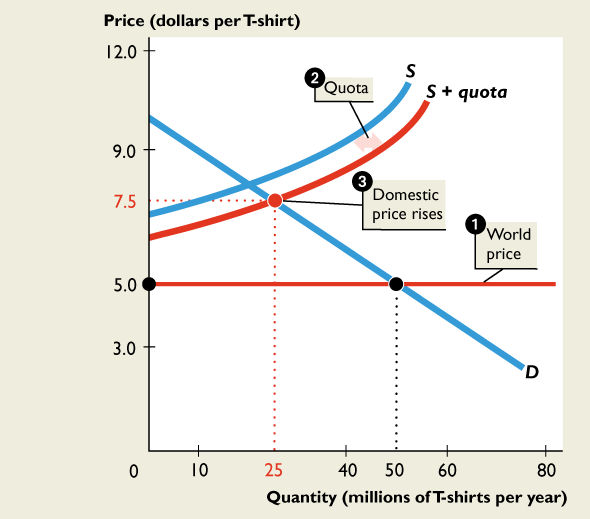 Price (dollars per T-shirt)
12.0
9.0
7.5
5.0
3.0
0
10
25
40
50
60
80
Quantity (millions of T-shirts per year)
S
S + quota
2
Quota
3
Domestic
price rises
1
World
price
D